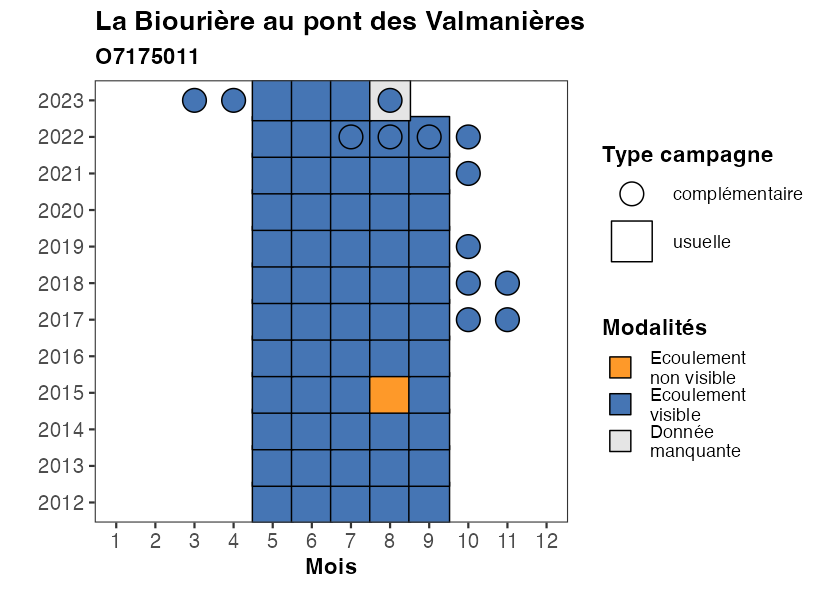 La Biourière au pont des Valmanières
O7175011
2023
2022
2021
2020
2019
2018
2017
2016
2015
2014
2013
2012
1 2 3 4 5 6 7 8 9 10 11 12
Mois
Type campagne
complémentaire
usuelle
Modalités
Ecoulement
non visible
Ecoulement
visible
Donnée
manquante